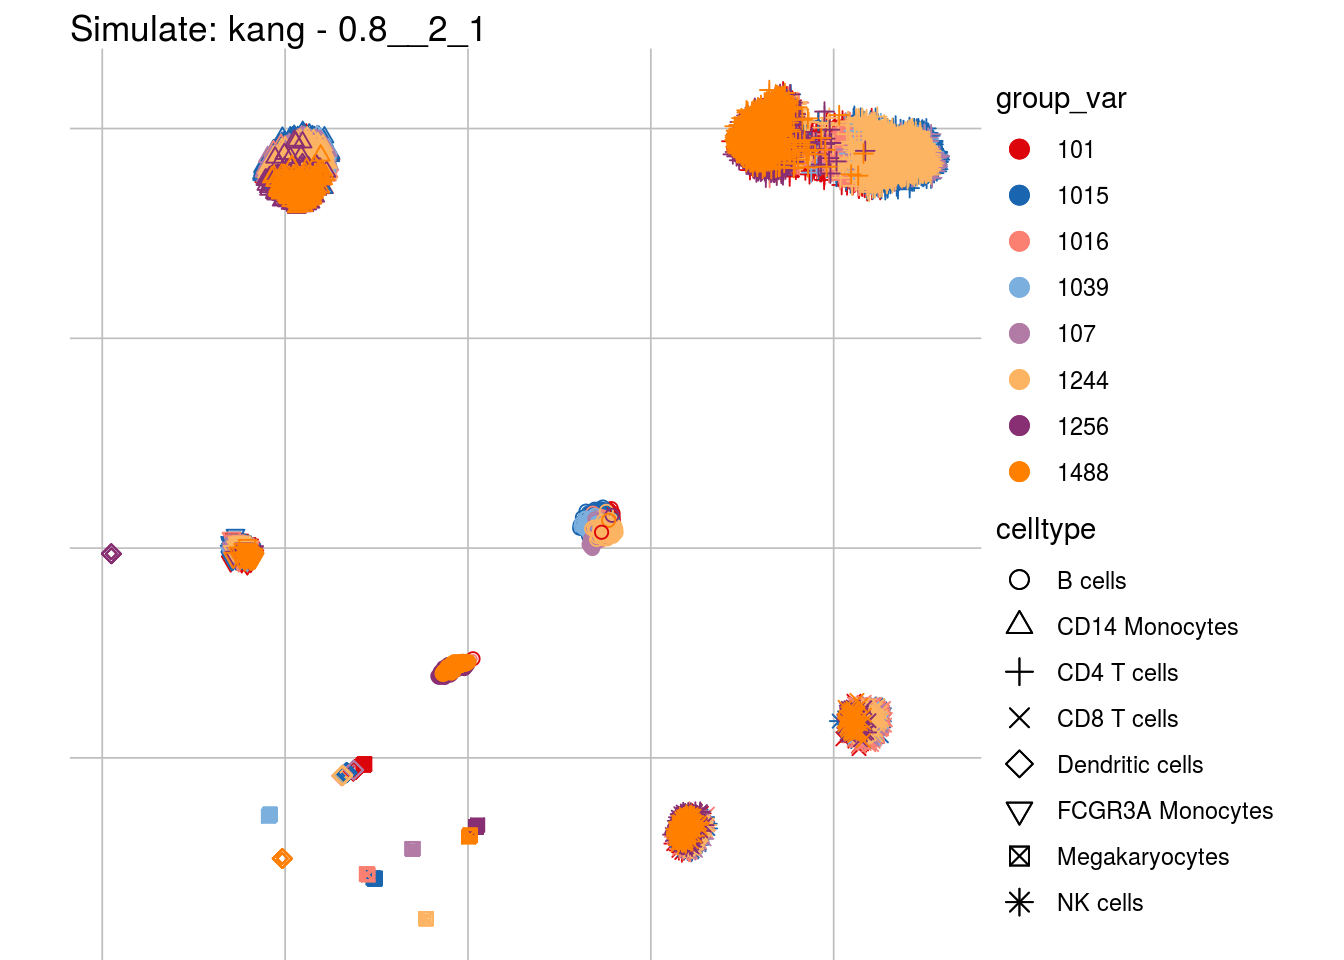 Simulate: kang - 0.8__2_1
group_var
101
1015
1016
1039
107
1244
1256
1488
celltype
B cells
CD14 Monocytes
CD4 T cells
CD8 T cells
Dendritic cells
FCGR3A Monocytes
Megakaryocytes
NK cells